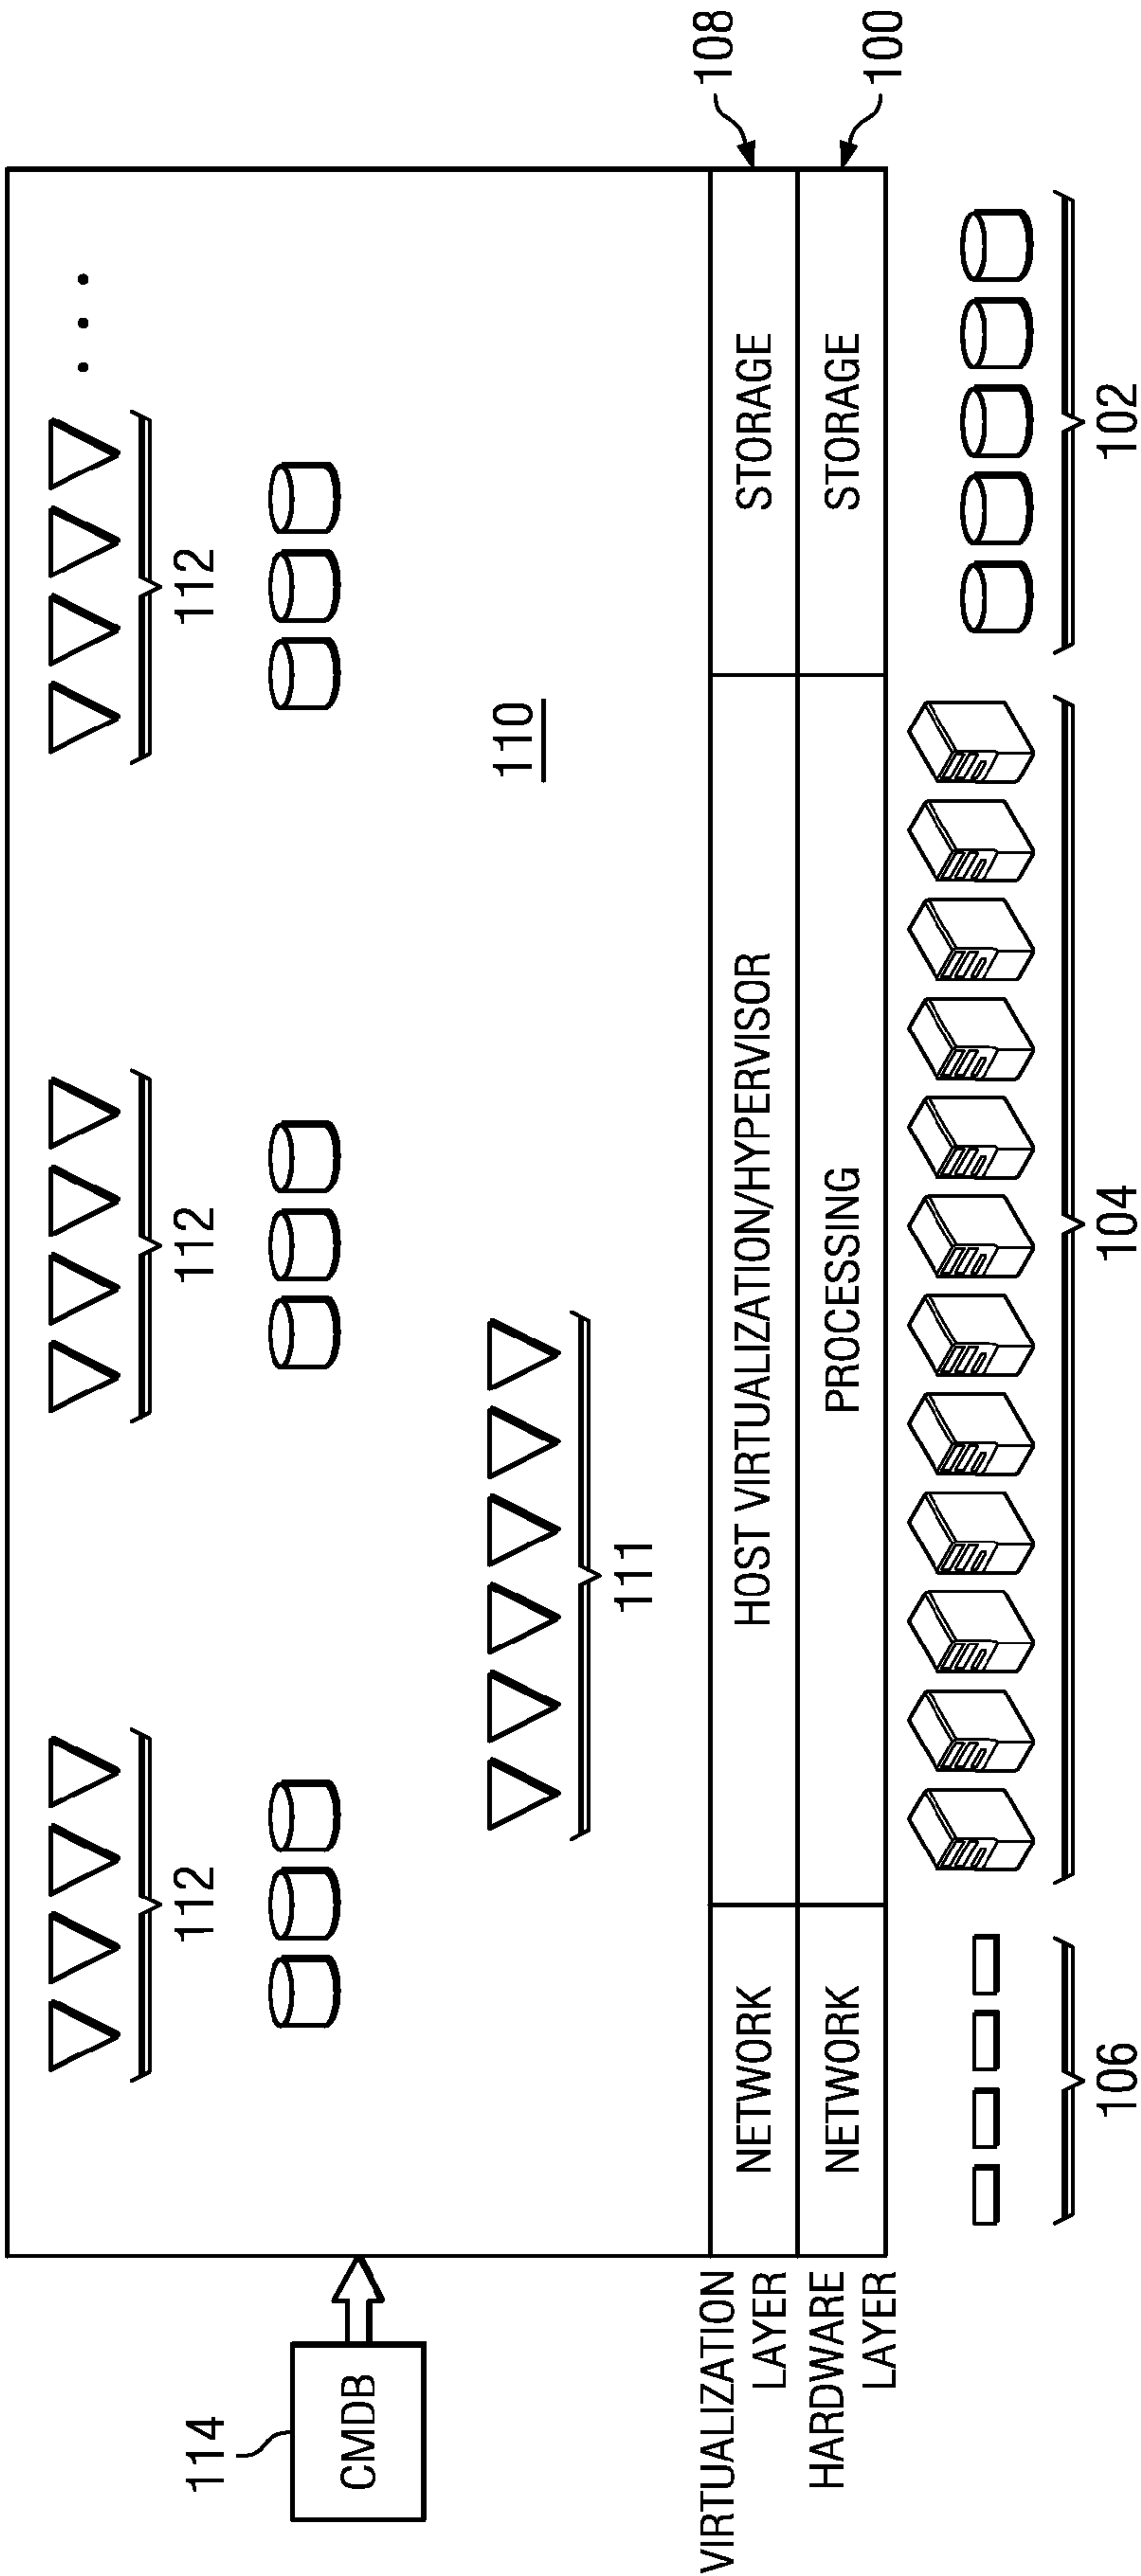 112
112
112
. . .
114
CMDB
110
111
VIRTUALIZATION
LAYER
NETWORK
HOST VIRTUALIZATION/HYPERVISOR
STORAGE
108
HARDWARE
LAYER
NETWORK
PROCESSING
STORAGE
100
106
104
102